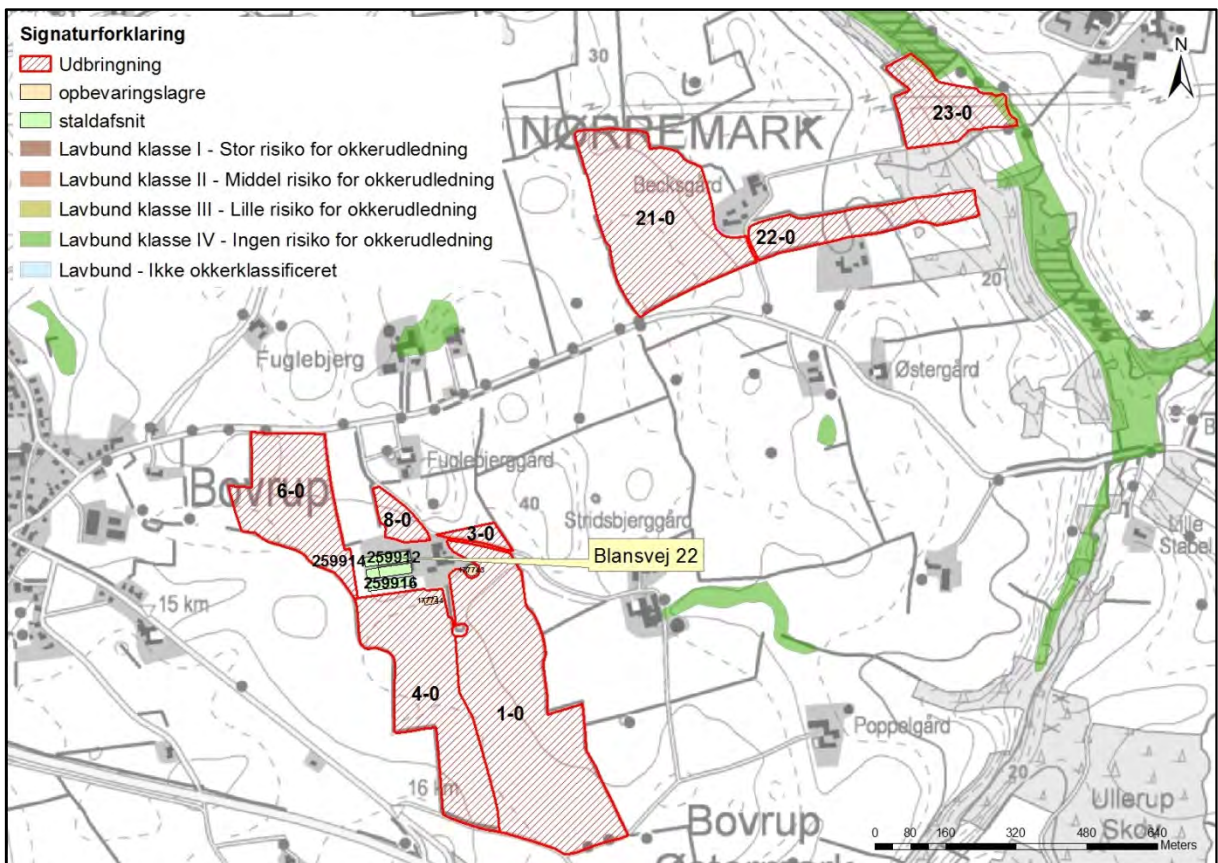 Signaturforklaring
Udbringning
opbevaringslagre
staldafsnit
Lavbund klasse I - Stor risiko for okkerudledning
Lavbund klasse II - Middel risiko for okkerudledning
Lavbund klasse III - Lille risiko for okkerudledning
Lavbund klasse IV - Ingen risiko for okkerudledning
Lavbund - Ikke okkerklassificeret
N
30
23-0
NØRREMARK
Becksgård
21-0
22-0
20
Fuglebjerg
Østergård
B
Fuglebjerggård
6-0
Bovrup
40
8-0
3-0
Stridsbjerggård
Lille
Stabel
259914
259912
Blansvej 22
259916
15 km
4-0
1-0
Poppelgård
20
16 km
Ullerup
Skov
Bovrup
Østermark
0 80 160 320 480 640
Meters